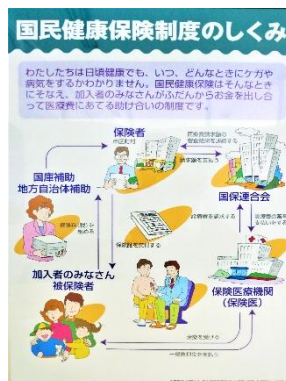 国民健康保険制度のしくみ
わたしたちは日頃健康でも、いつ、どんなときにケガや
病気をするかわかりません。国民健康保険はそんなとき
にそなえ、加入者のみなさんがふだんからお金を出し合
って医療費にあてる助け合いの制度です。
保険者
市区町村
国庫補助
地方自治体補助
国保連合会
加入者のみなさん
被保険者
保険医療機関
(保険医)